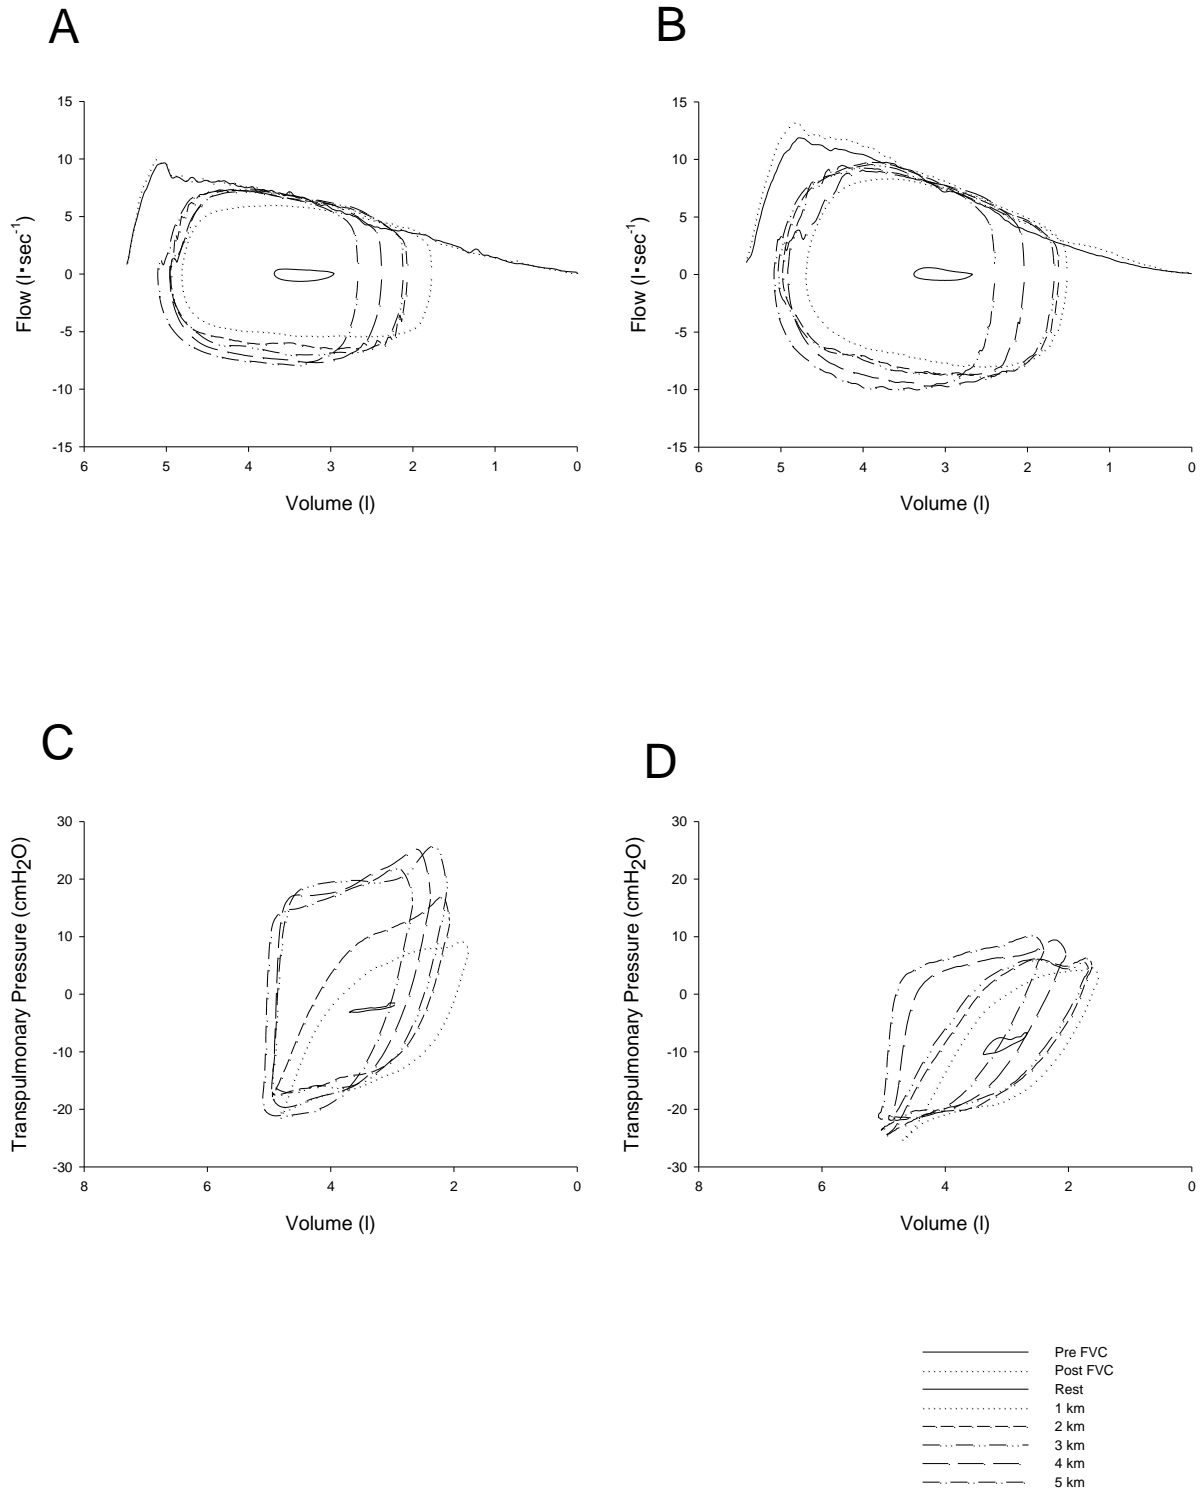 A
B
15
10
5
0
-5
-10
-15
Flow (l•sec-1)
6 5 4 3 2 1 0
Volume (l)
15
10
5
0
-5
-10
-15
Flow (l•sec-1)
6 5 4 3 2 1 0
Volume (l)
C
D
30
20
10
0
-10
-20
-30
Transpulmonary Pressure (cmH2O)
8 6 4 2 0
Volume (l)
30
20
10
0
-10
-20
-30
Transpulmonary Pressure (cmH2O)
8 6 4 2 0
Volume (l)
Pre FVC
Post FVC
Rest
1 km
2 km
3 km
4 km
5 km